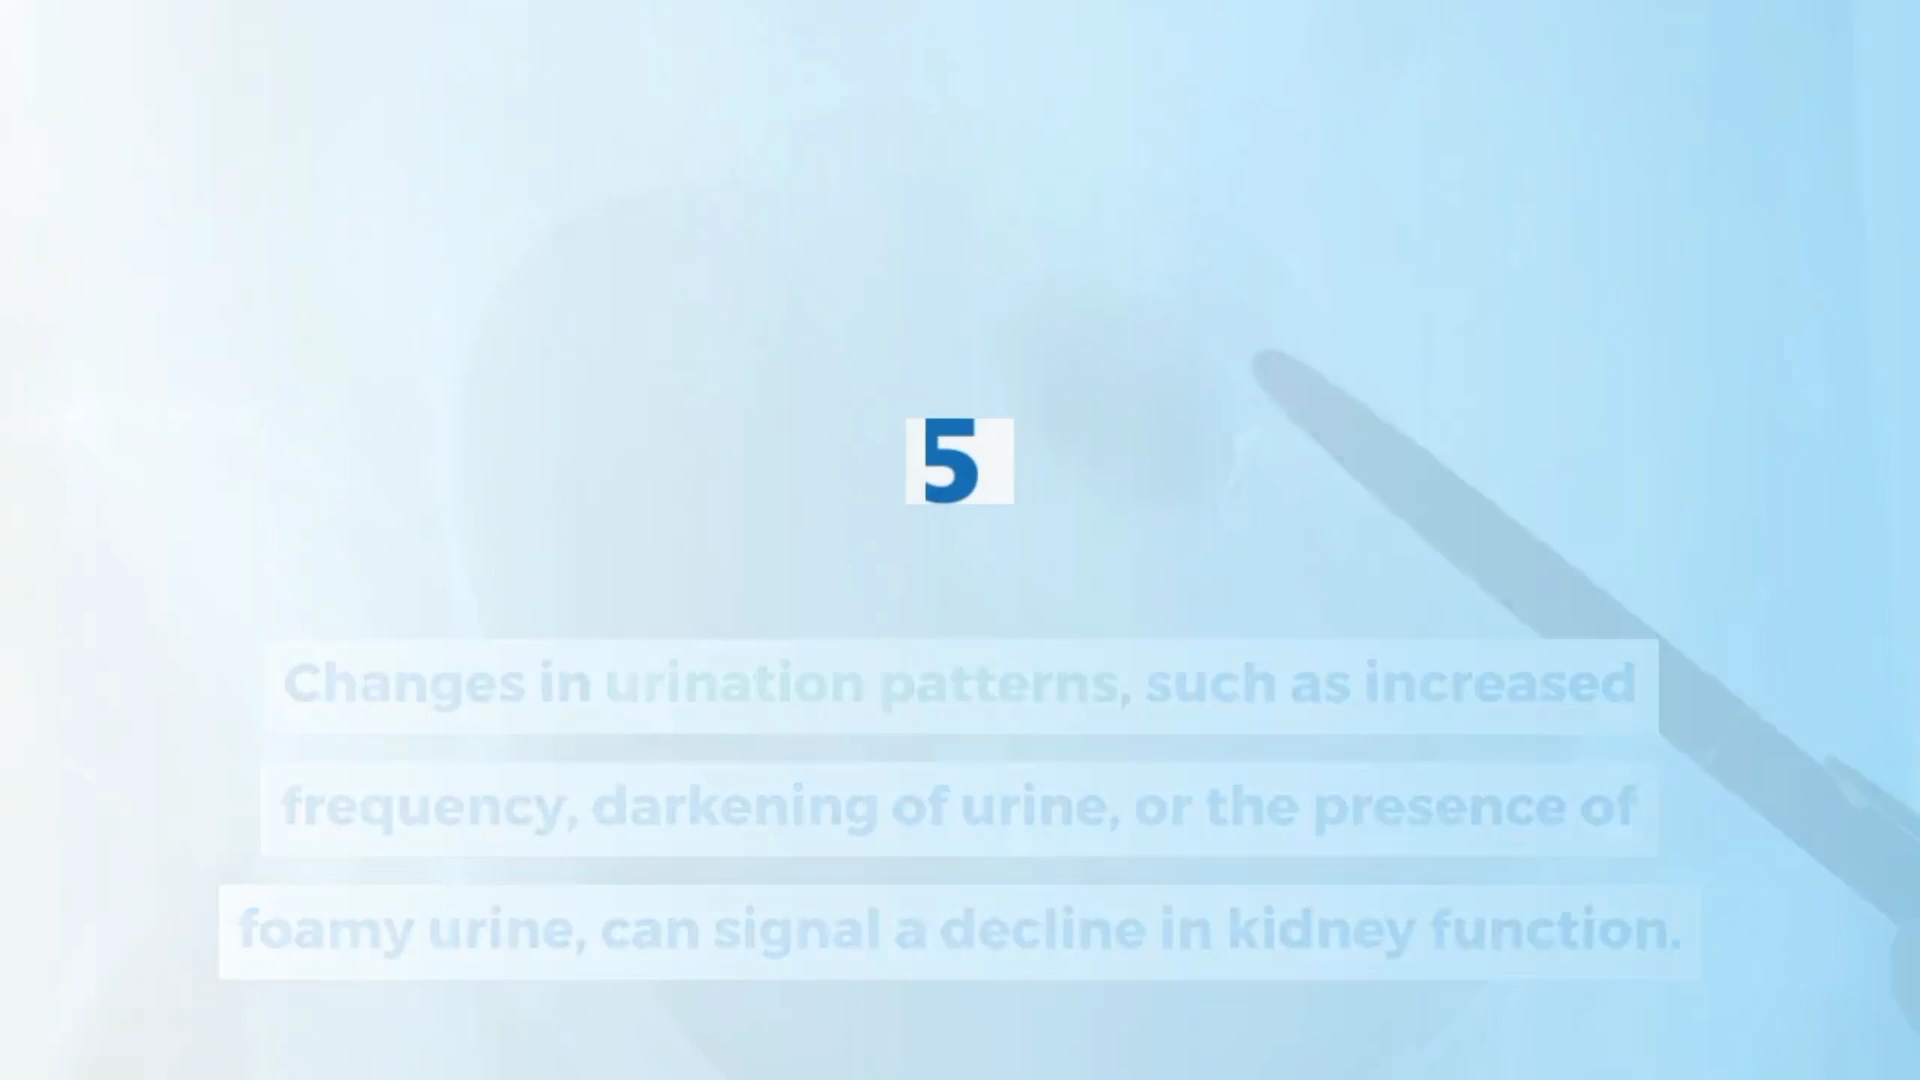 5
Changes in urination patterns, such as increased
frequency, darkening of urine, or the presence of
foamy urine, can signal a decline in kidney function.